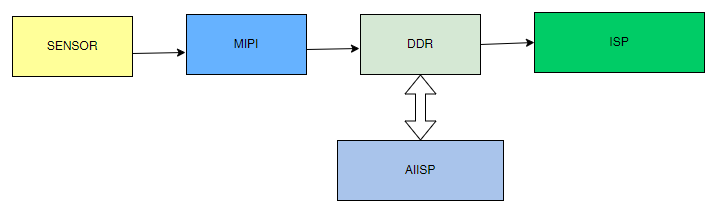 SENSOR
MIPI
DDR
ISP
AIISP